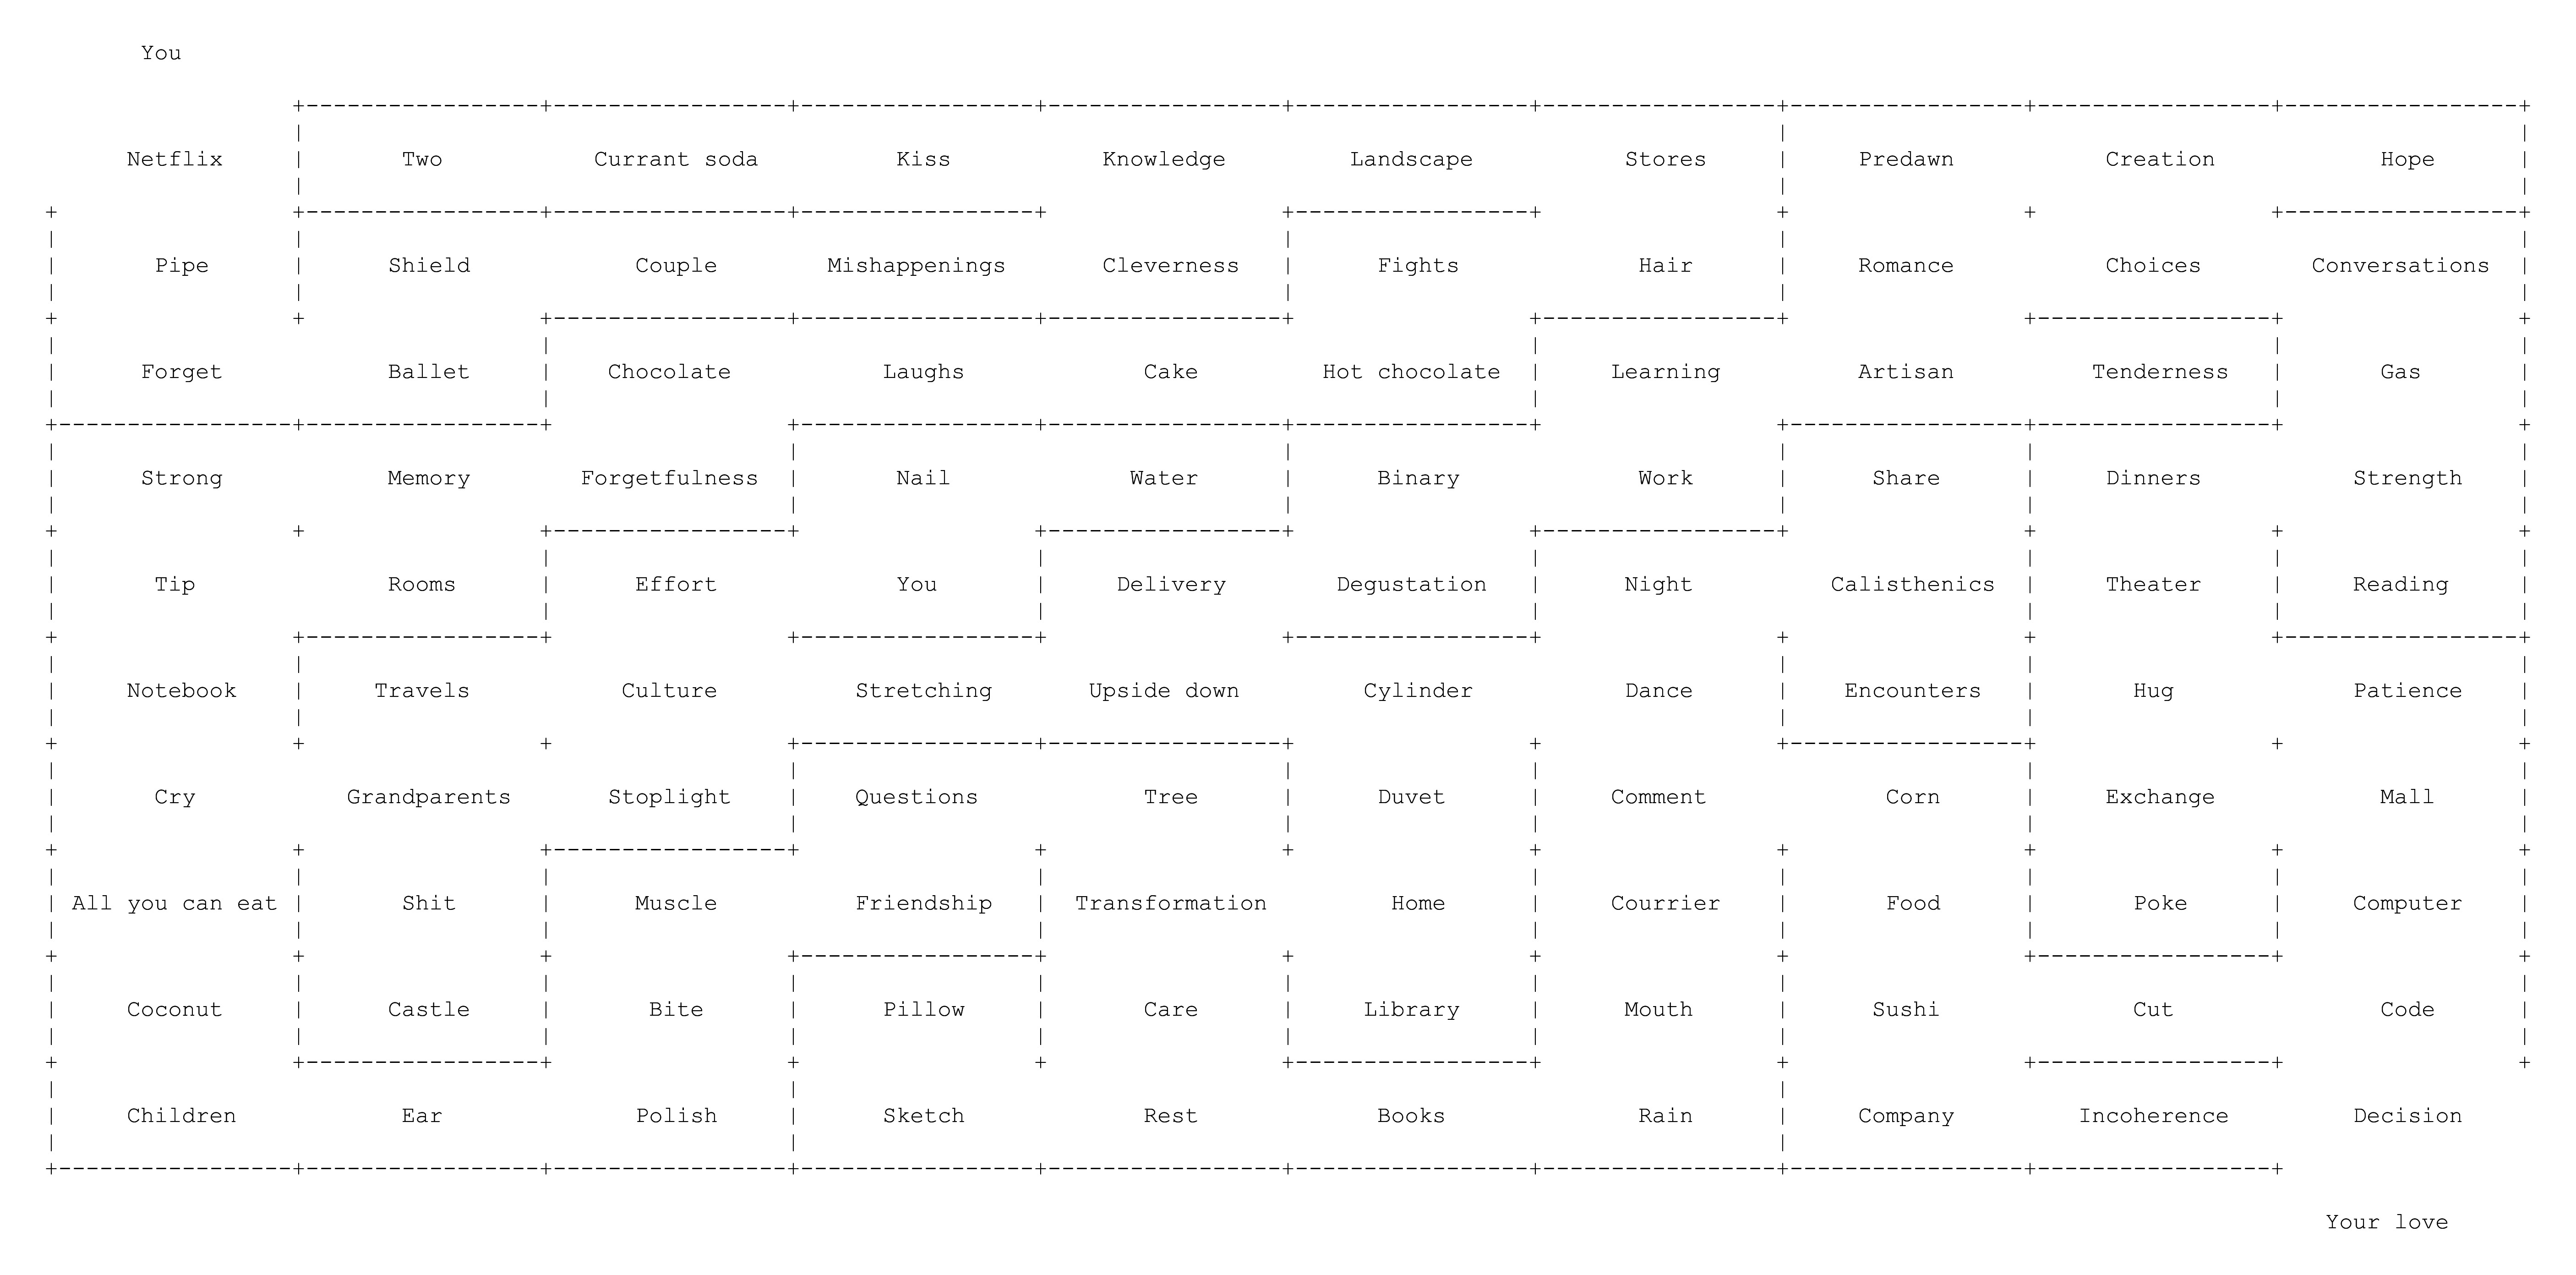 You
Netflix Two Currant soda Kiss Knowledge Landscape Stores Predawn Creation Hope
Pipe Shield Couple Mishappenings Cleverness Fights Hair Romance Choices Conversations
Forget Ballet Chocolate Laughs Cake Hot chocolate Learning Artisan Tenderness Gas
Strong Memory Forgetfulness Nail Water Binary Work Share Dinners Strength
Tip Rooms Effort You Delivery Degustation Night Calisthenics Theater Reading
Notebook Travels Culture Stretching Upside down Cylinder Dance Encounters Hug Patience
Cry Grandparents Stoplight Questions Tree Duvet Comment Corn Exchange Mall
All you can eat Shit Muscle Friendship Transformation Home Courrier Food Poke Computer
Coconut Castle Bite Pillow Care Library Mouth Sushi Cut Code
Children Ear Polish Sketch Rest Books Rain Company Incoherence Decision
Your love